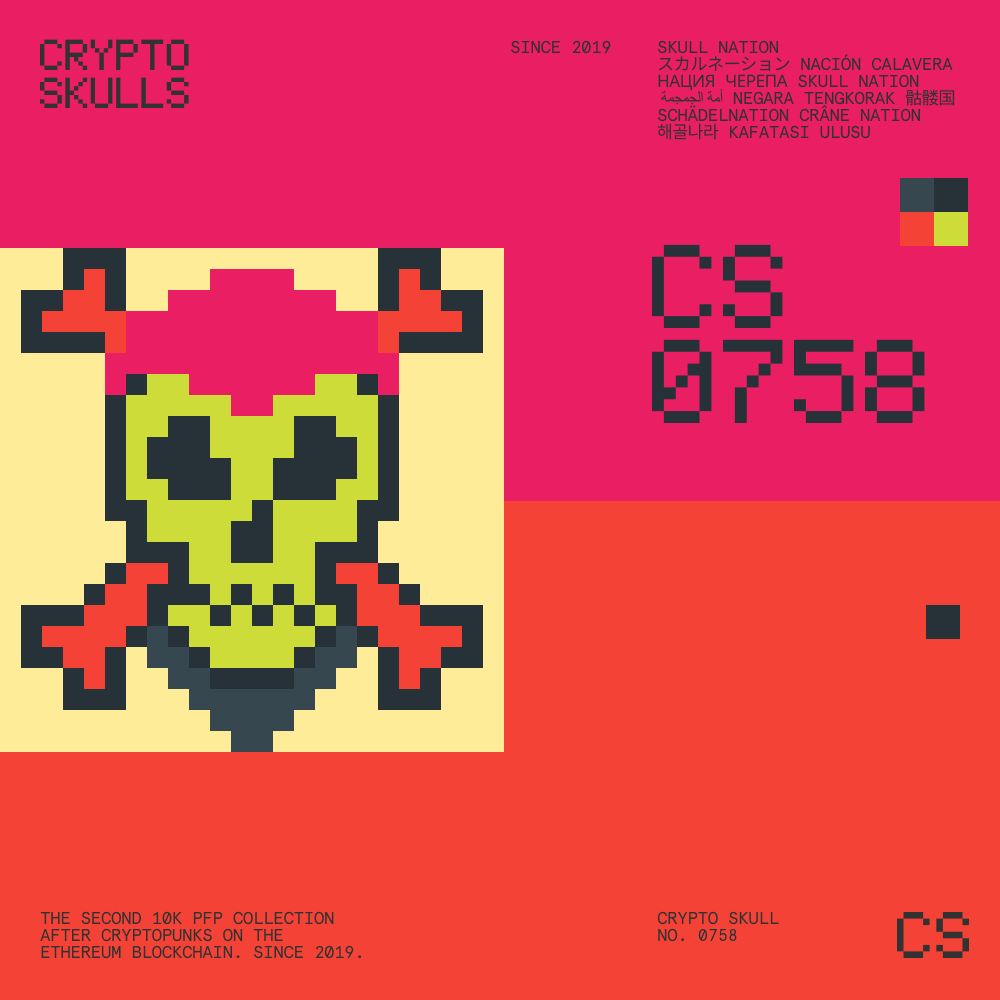 CRYPTO
SKULLS
SINCE 2019
SKULL NATION
スカルネーション NACIÓN CALAVERA
НАЦИЯ ЧЕРЕПА SKULL NATION
أمة الجمجمة NEGARA TENGKORAK 骷髅国
SCHÄDELNATION CRÂNE NATION
해골나라 KAFATASI ULUSU
CS
0758
THE SECOND 10K PFP COLLECTION
AFTER CRYPTOPUNKS ON THE
ETHEREUM BLOCKCHAIN. SINCE 2019.
CRYPTO SKULL
NO. 0758
CS